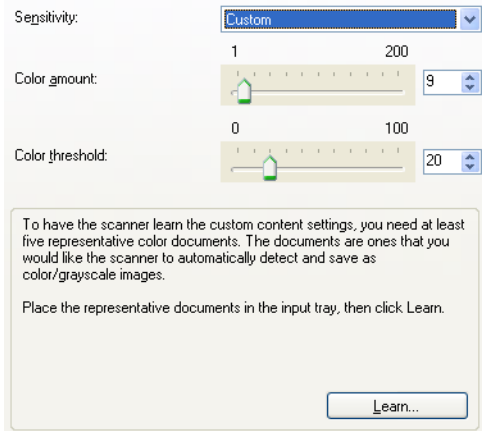 Sensitivity:
Custom
1 200
Color amount:
9
0 100
Color threshold:
20
To have the scanner learn the custom content settings, you need at least
five representative color documents. The documents are ones that you
would like the scanner to automatically detect and save as
color/grayscale images.
Place the representative documents in the input tray, then click Learn.
Learn...